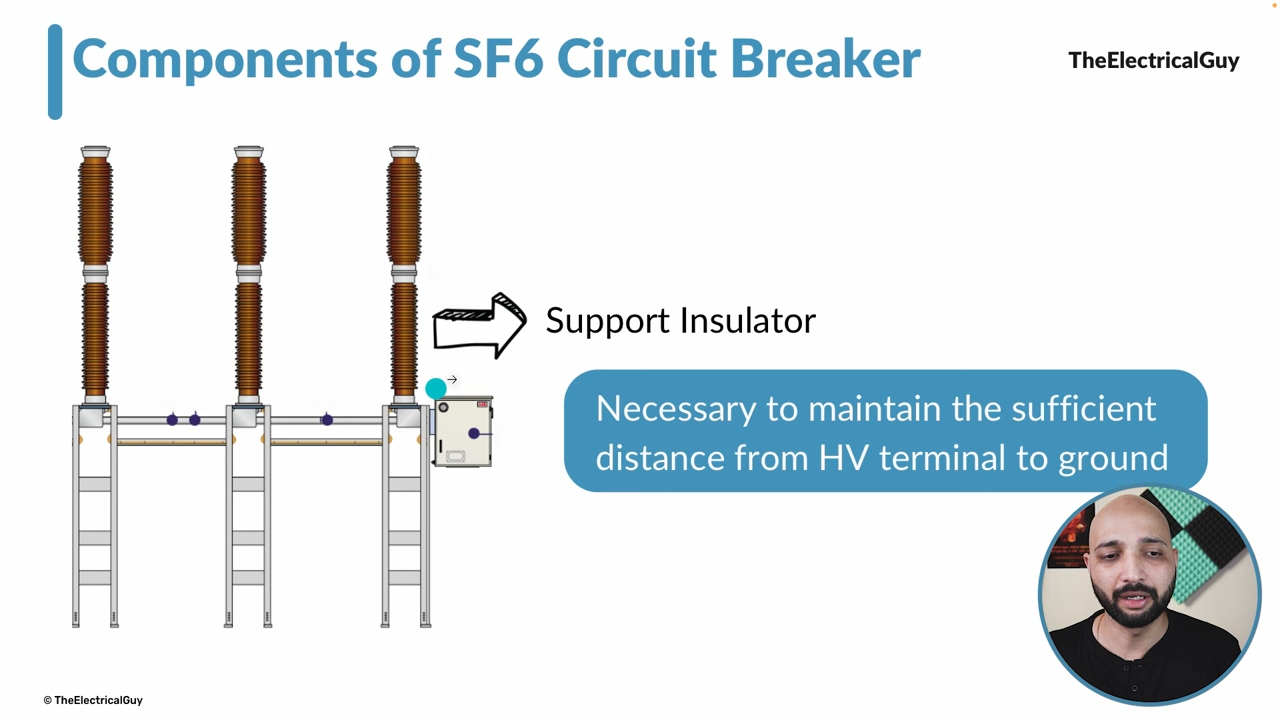 Components of SF6 Circuit Breaker
TheElectricalGuy
Support Insulator
Necessary to maintain the sufficient
distance from HV terminal to ground
© TheElectricalGuy